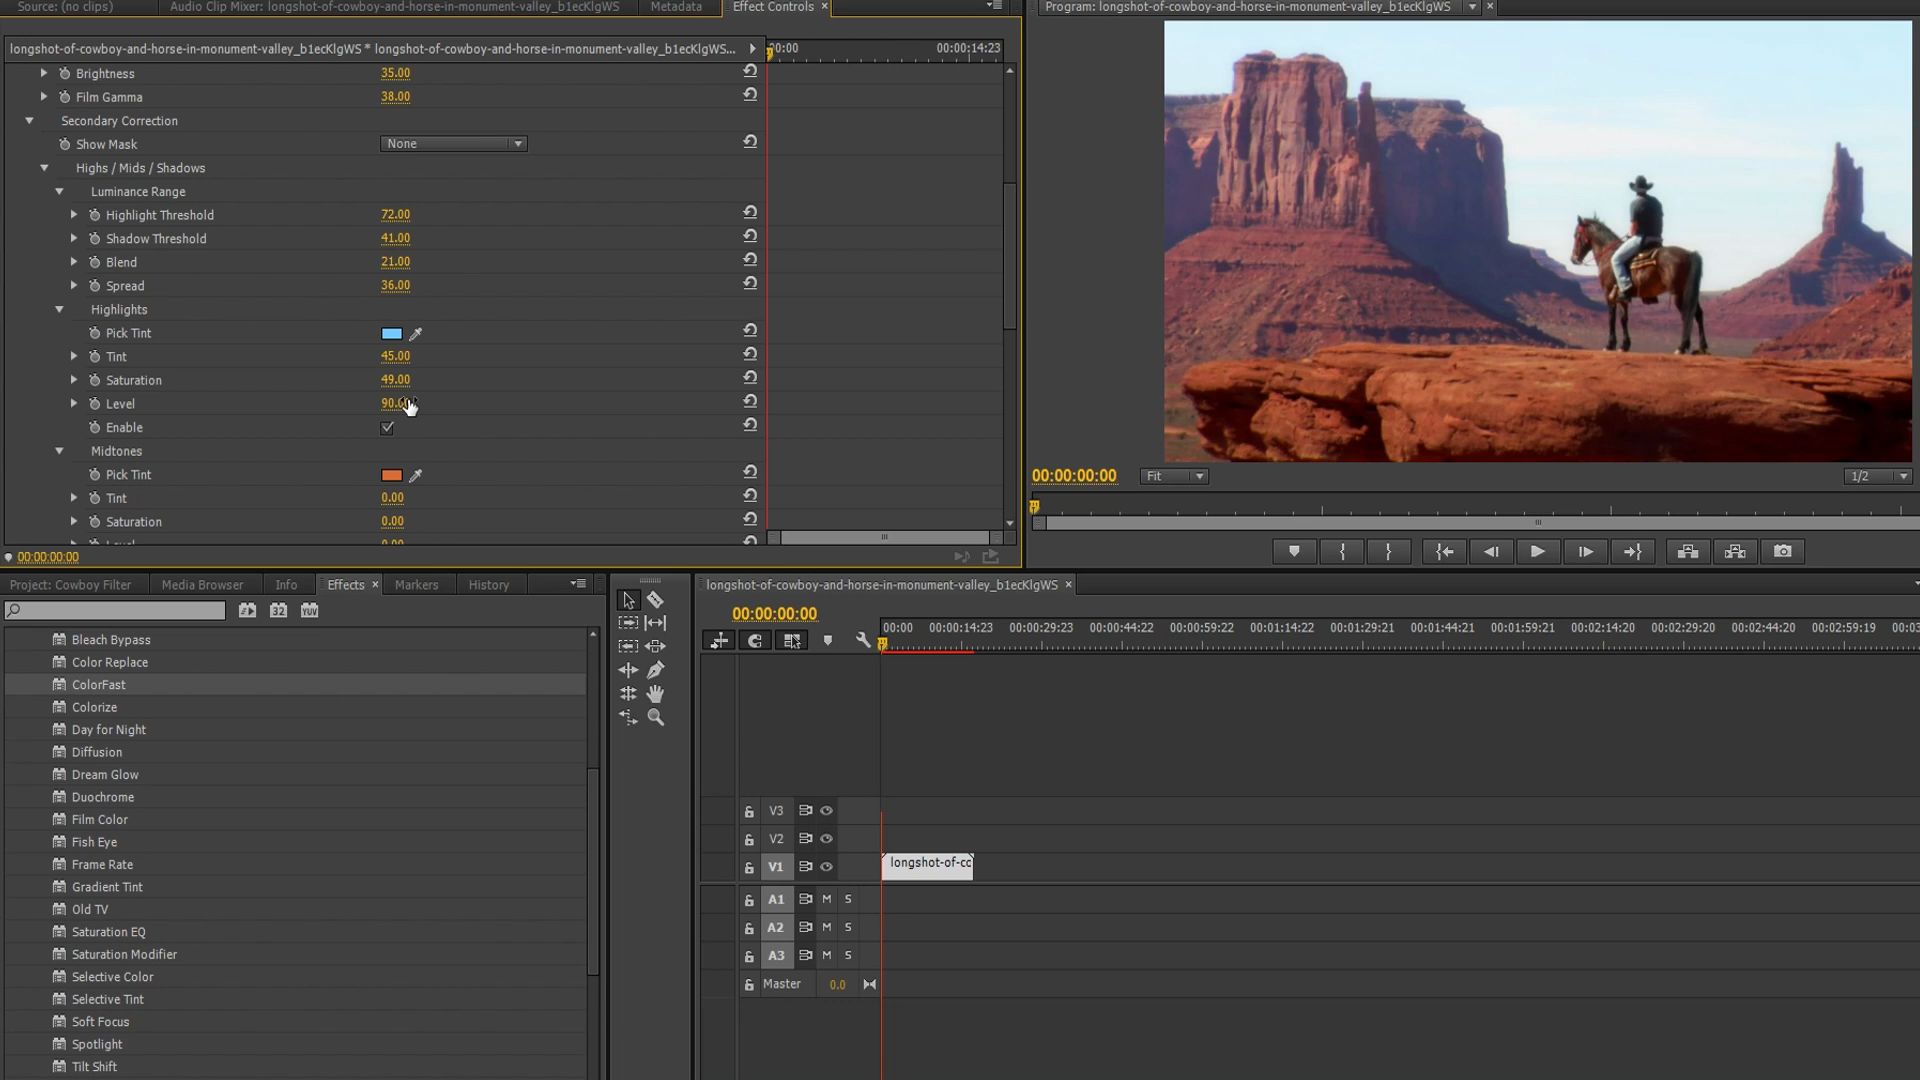 Source: (no clips) Audio Clip Mixer: longshot-of-cowboy-and-horse-in-monument-valley_b1ecKlgWS Metadata Effect Controls ×
Program: longshot-of-cowboy-and-horse-in-monument-valley_b1ecKlgWS ×
longshot-of-cowboy-and-horse-in-monument-valley_b1ecKlgWS * longshot-of-cowboy-and-horse-in-monument-valley_b1ecKlgWS...
00:00 00:00:14:23
Brightness 35.00
Film Gamma 38.00
Secondary Correction
Show Mask None
Highs / Mids / Shadows
Luminance Range
Highlight Threshold 72.00
Shadow Threshold 41.00
Blend 21.00
Spread 36.00
Highlights
Pick Tint
Tint 45.00
Saturation 49.00
Level 90.
Enable
Midtones
Pick Tint
Tint 0.00
Saturation 0.00
Level 0.00
00:00:00:00
00:00:00:00 Fit 1/2
Project: Cowboy Filter Media Browser Info Effects × Markers History
32 YUV
Bleach Bypass
Color Replace
ColorFast
Colorize
Day for Night
Diffusion
Dream Glow
Duochrome
Film Color
Fish Eye
Frame Rate
Gradient Tint
Old TV
Saturation EQ
Saturation Modifier
Selective Color
Selective Tint
Soft Focus
Spotlight
Tilt Shift
longshot-of-cowboy-and-horse-in-monument-valley_b1ecKlgWS ×
00:00:00:00
00:00 00:00:14:23 00:00:29:23 00:00:44:22 00:00:59:22 00:01:14:22 00:01:29:21 00:01:44:21 00:01:59:21 00:02:14:20 00:02:29:20 00:02:44:20 00:02:59:19 00:03
V3
V2
V1 longshot-of-cc
A1 M S
A2 M S
A3 M S
Master 0.0